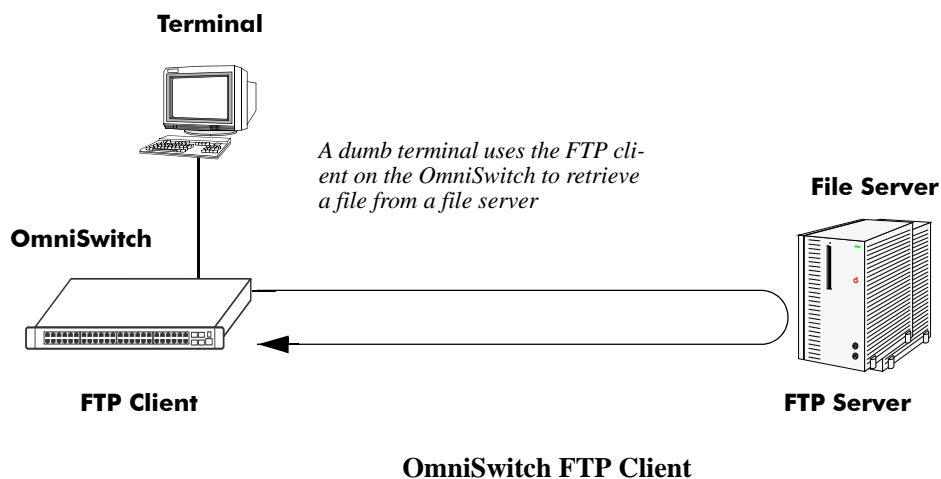 Terminal
A dumb terminal uses the FTP cli-
ent on the OmniSwitch to retrieve
a file from a file server
File Server
OmniSwitch
FTP Client
FTP Server
OmniSwitch FTP Client